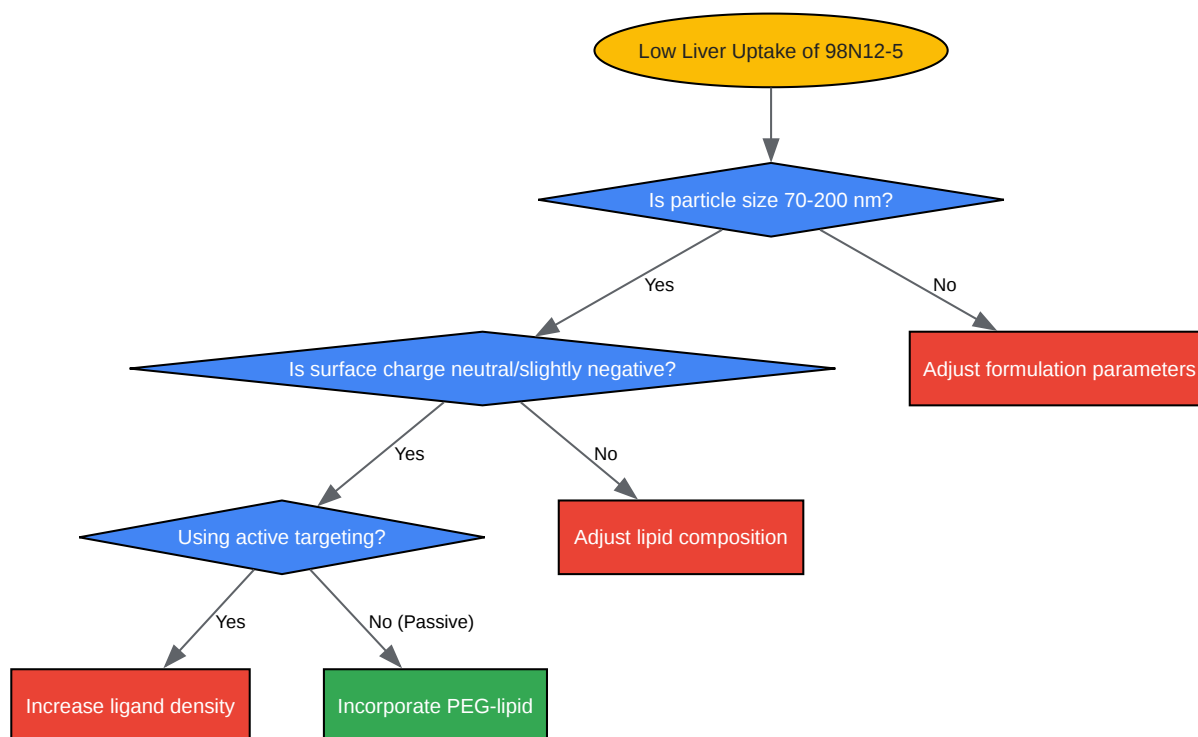 Low Liver Uptake of 98N12-5
Is particle size 70-200 nm?
Yes
No
Is surface charge neutral/slightly negative?
Adjust formulation parameters
Yes
No
Using active targeting?
Adjust lipid composition
Yes
No (Passive)
Increase ligand density
Incorporate PEG-lipid